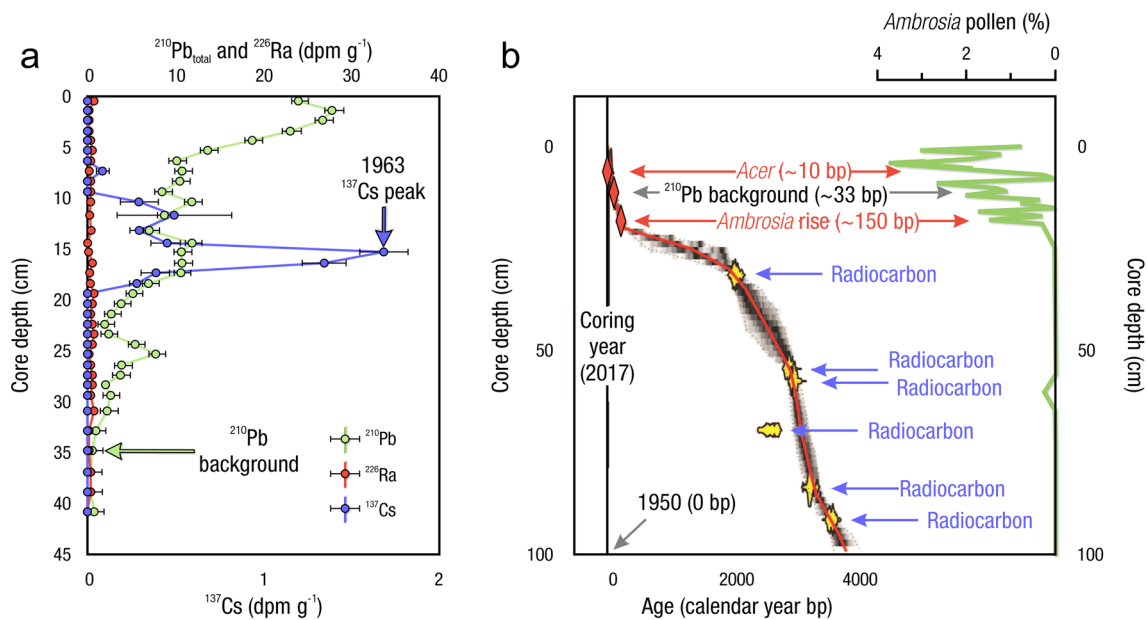 a
²¹⁰Pbtotal and ²²⁶Ra (dpm g⁻¹)
0 10 20 30 40
Core depth (cm)
0
5
10
15
20
25
30
35
40
45
1963
¹³⁷Cs peak
²¹⁰Pb
background
²¹⁰Pb
²²⁶Ra
¹³⁷Cs
0 1 2
¹³⁷Cs (dpm g⁻¹)
b
Ambrosia pollen (%)
4 2 0
Core depth (cm)
0
50
100
Acer (~10 bp)
²¹⁰Pb background (~33 bp)
Ambrosia rise (~150 bp)
Radiocarbon
Coring
year
(2017)
Radiocarbon
Radiocarbon
Radiocarbon
Radiocarbon
Radiocarbon
1950 (0 bp)
0
50
100
Core depth (cm)
0 2000 4000
Age (calendar year bp)